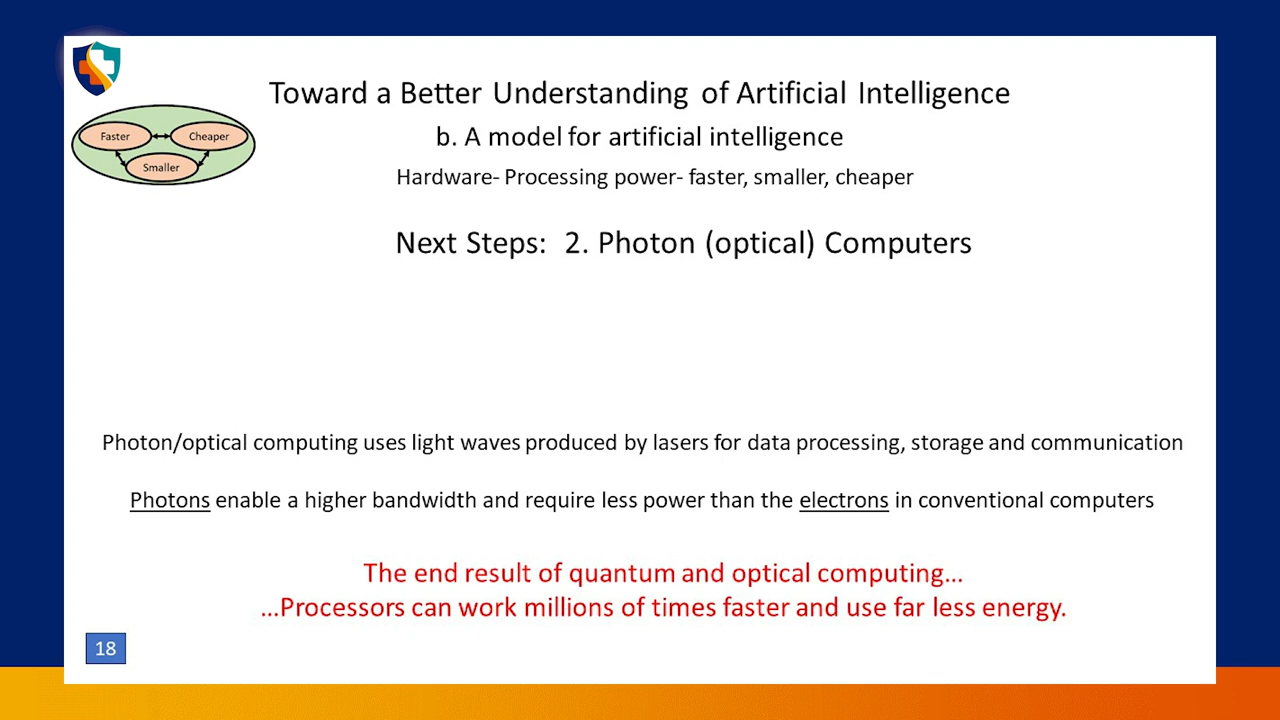 Toward a Better Understanding of Artificial Intelligence
b. A model for artificial intelligence
Hardware- Processing power- faster, smaller, cheaper
Faster
Cheaper
Smaller
Next Steps: 2. Photon (optical) Computers
Photon/optical computing uses light waves produced by lasers for data processing, storage and communication
Photons enable a higher bandwidth and require less power than the electrons in conventional computers
The end result of quantum and optical computing…
…Processors can work millions of times faster and use far less energy.
18